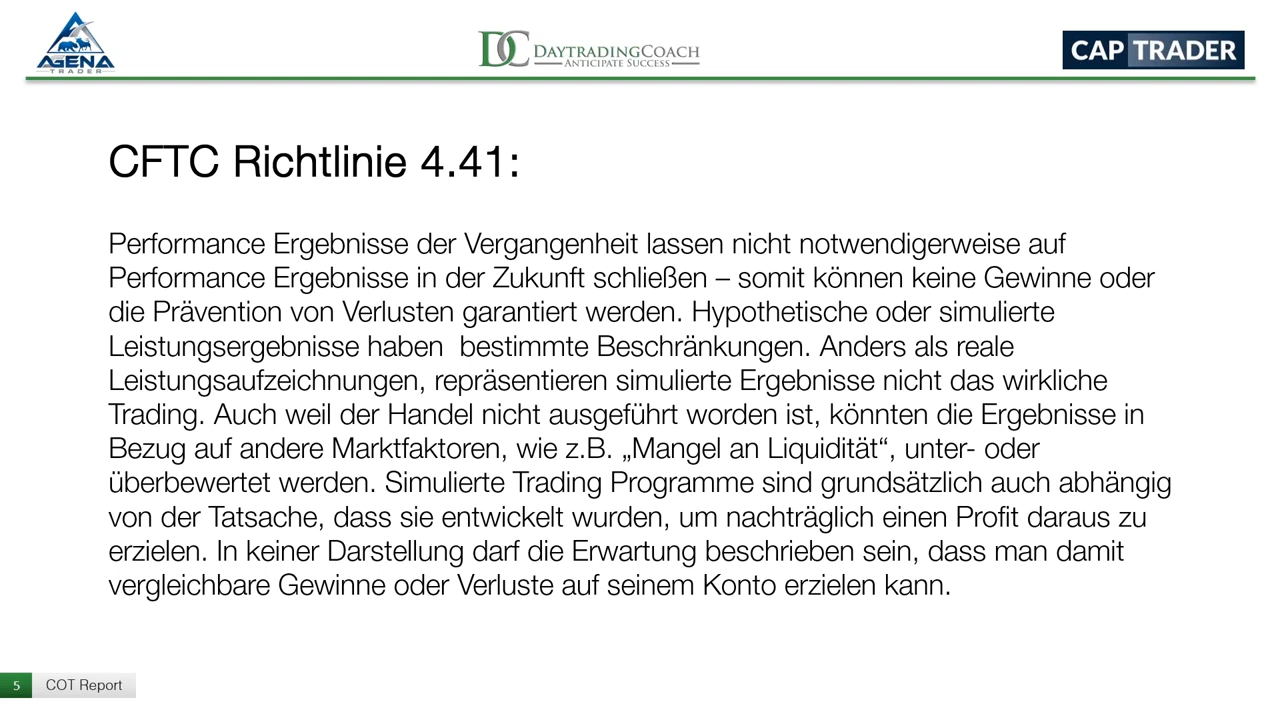 AGENA
TRADER
DC DAYTRADINGCOACH
ANTICIPATE SUCCESS
CAP TRADER
CFTC Richtlinie 4.41:
Performance Ergebnisse der Vergangenheit lassen nicht notwendigerweise auf
Performance Ergebnisse in der Zukunft schließen – somit können keine Gewinne oder
die Prävention von Verlusten garantiert werden. Hypothetische oder simulierte
Leistungsergebnisse haben  bestimmte Beschränkungen. Anders als reale
Leistungsaufzeichnungen, repräsentieren simulierte Ergebnisse nicht das wirkliche
Trading. Auch weil der Handel nicht ausgeführt worden ist, könnten die Ergebnisse in
Bezug auf andere Marktfaktoren, wie z.B. „Mangel an Liquidität“, unter- oder
überbewertet werden. Simulierte Trading Programme sind grundsätzlich auch abhängig
von der Tatsache, dass sie entwickelt wurden, um nachträglich einen Profit daraus zu
erzielen. In keiner Darstellung darf die Erwartung beschrieben sein, dass man damit
vergleichbare Gewinne oder Verluste auf seinem Konto erzielen kann.
5 COT Report